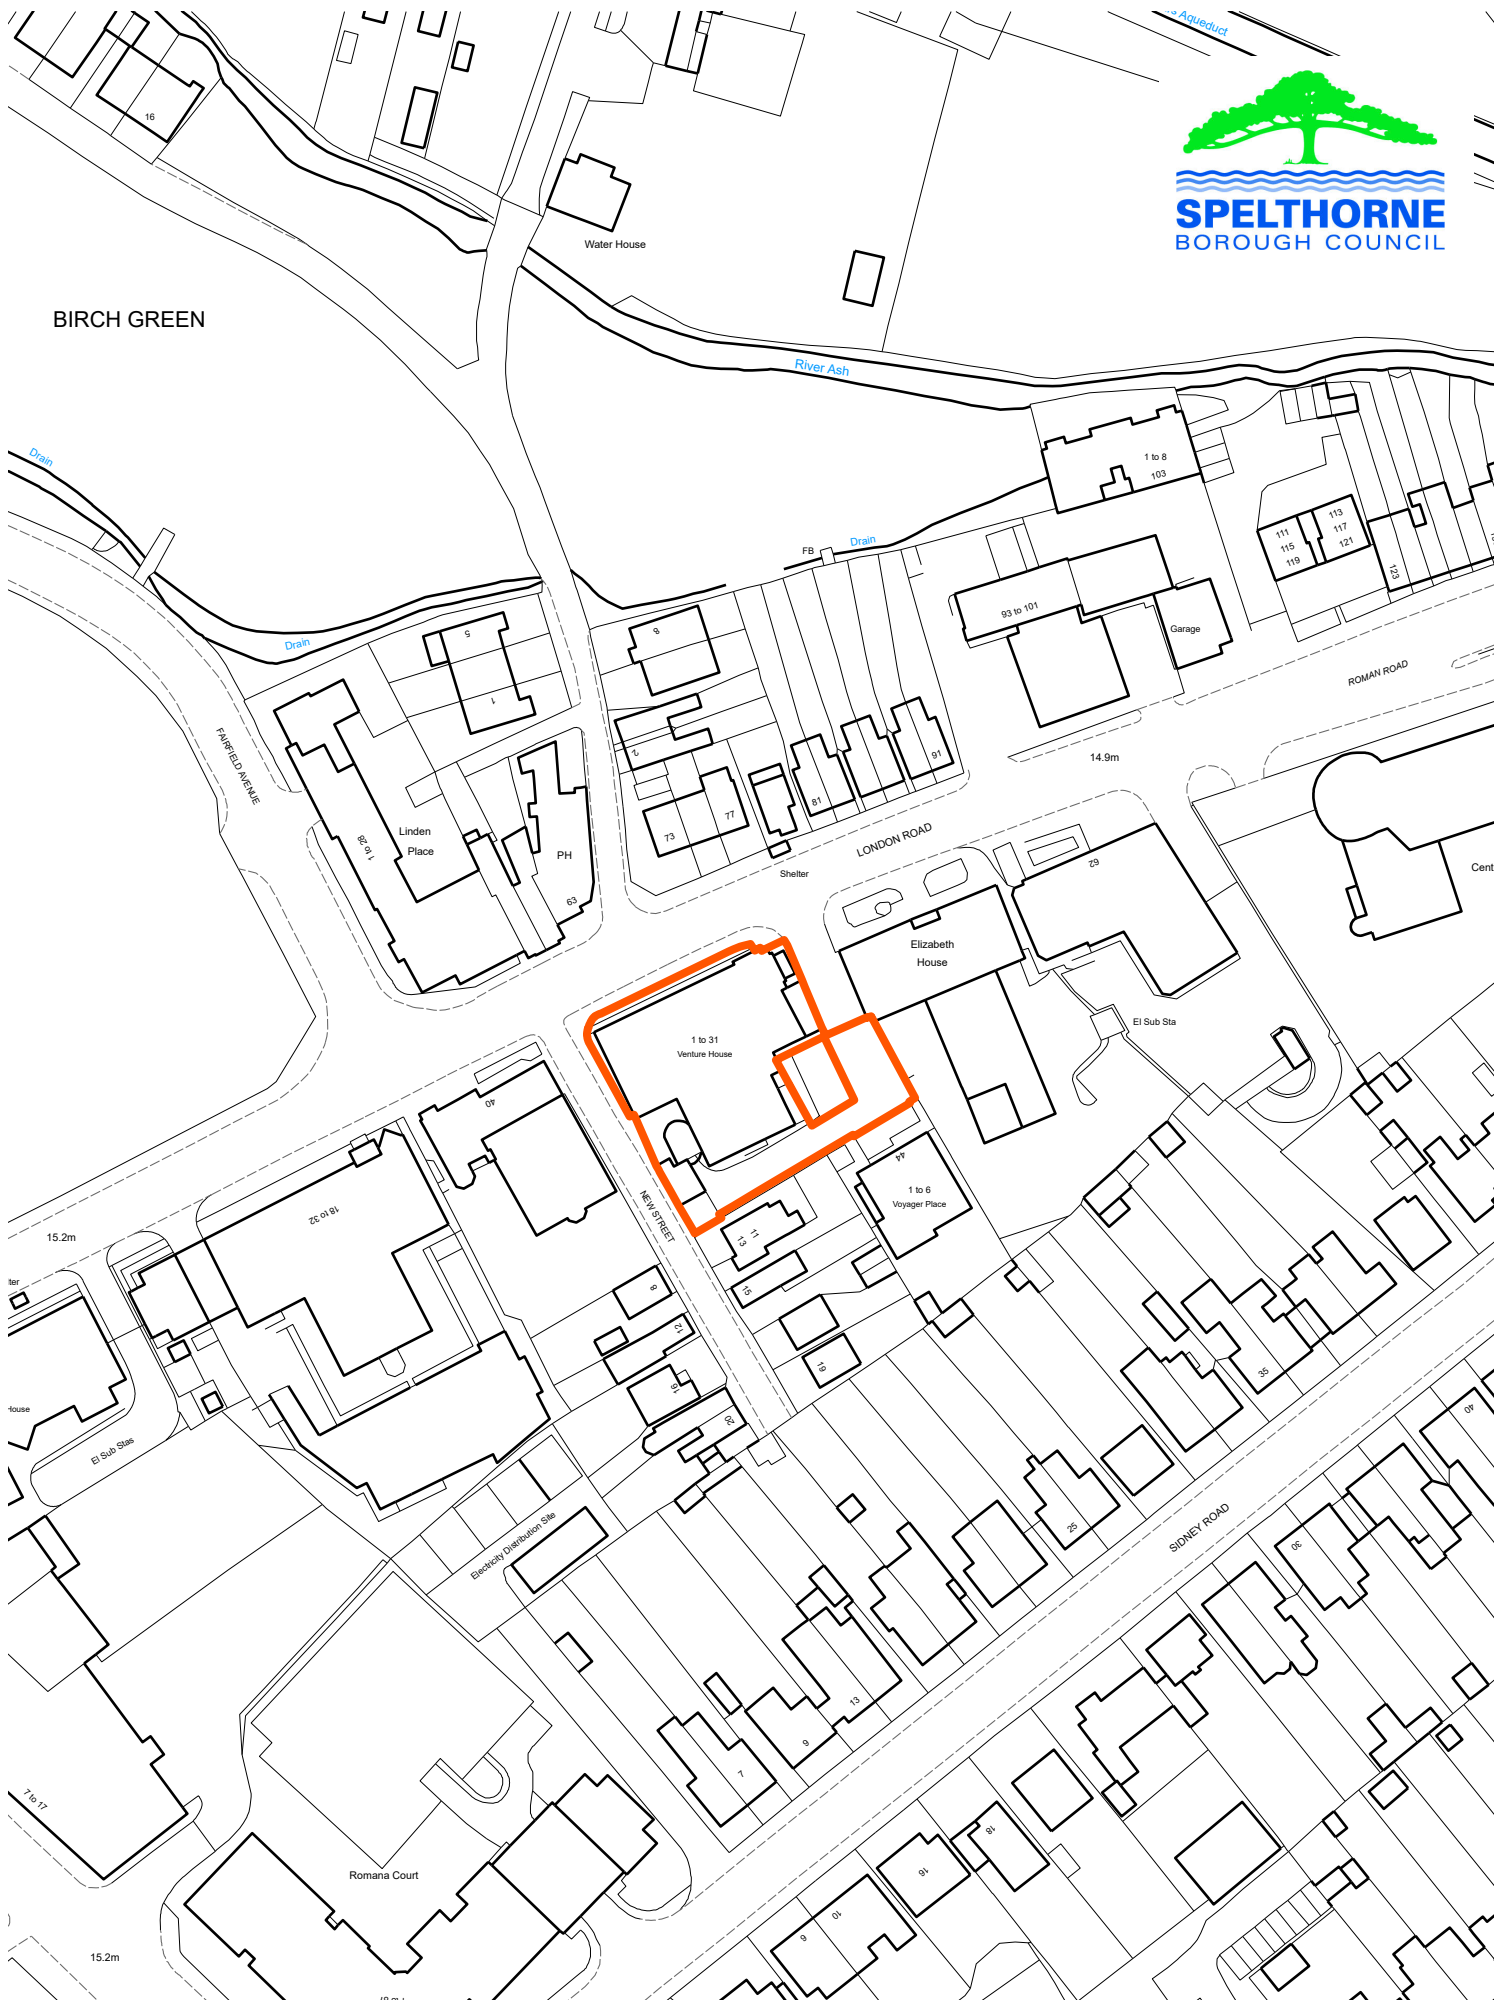 s Aqueduct
16
SPELTHORNE
BOROUGH COUNCIL
Water House
BIRCH GREEN
River Ash
Drain
1 to 8
103
113
117
121
111
115
119
123
Drain
FB
93 to 101
Garage
5
Drain
8
ROMAN ROAD
1
FAIRFIELD AVENUE
2
91
14.9m
81
77
73
Linden
Place
1 to 28
PH
LONDON ROAD
62
Shelter
Cent
63
Elizabeth
House
El Sub Sta
1 to 31
Venture House
40
44
1 to 6
Voyager Place
NEW STREET
18 to 32
15.2m
11
13
ter
8
15
12
19
35
16
House
20
40
El Sub Stas
Electricity Distribution Site
25
SIDNEY ROAD
30
13
9
7
7 to 17
18
Romana Court
16
10
9
15.2m